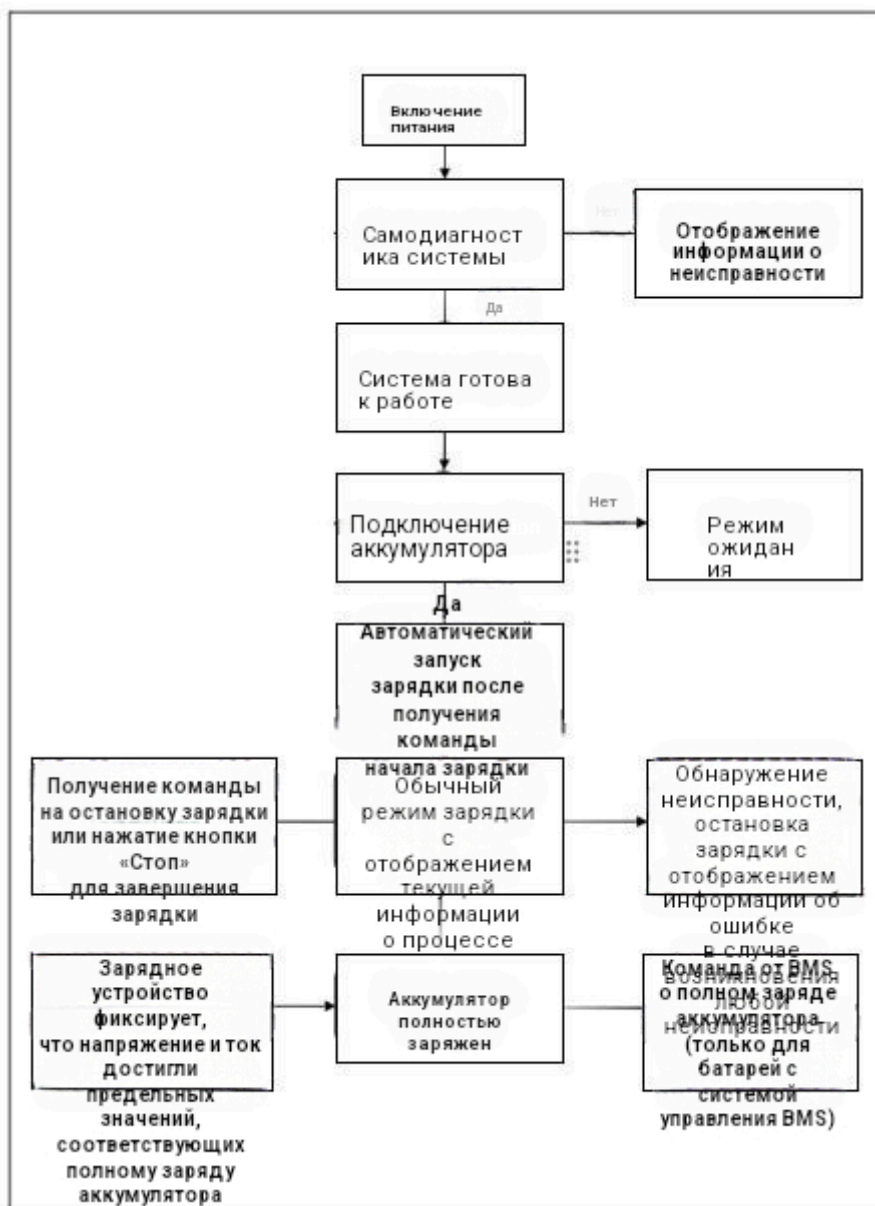 Включение
питания
Самодиагност
ика системы
Нет
Отображение
информации о
неисправности
Да
Система готова
к работе
Подключение
аккумулятора
Нет
Режим
ожидан
ия
Да
Автоматический
запуск
зарядки после
получения
команды
начала зарядки
Получение команды
на остановку зарядки
или нажатие кнопки
«Стоп»
для завершения
зарядки
Обычный
режим зарядки
с
отображением
текущей
информации
о процессе
Обнаружение
неисправности,
остановка
зарядки с
отображением
информации об
ошибке
в случае
возникновения
любой
неисправности
Зарядное
устройство
фиксирует,
что напряжение и ток
достигли
предельных
значений,
соответствующих
полному заряду
аккумулятора
Аккумулятор
полностью
заряжен
Команда от BMS
о полном заряде
аккумулятора
(только для
батарей с
системой
управления BMS)